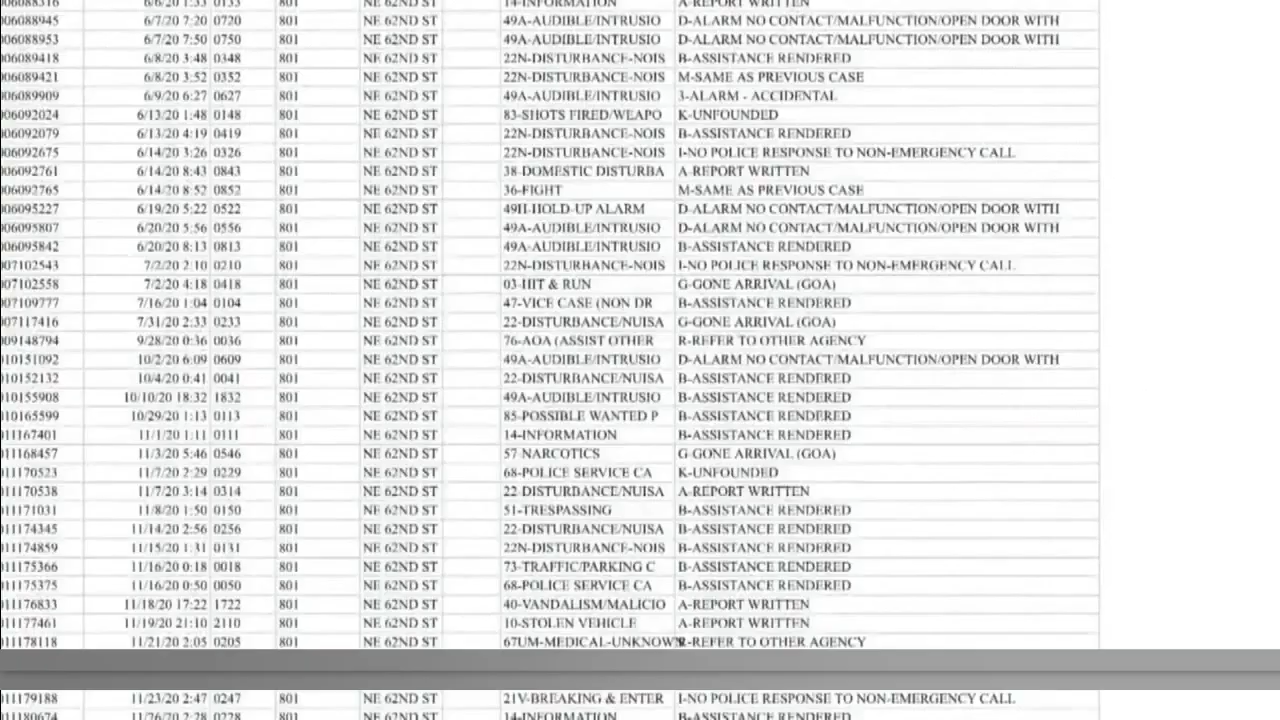 6/6/20 1:33 0133 801 NE 62ND ST 14-INFORMATION A-REPORT WRITTEN
006088945 6/7/20 7:20 0720 801 NE 62ND ST 49A-AUDIBLE/INTRUSIO D-ALARM NO CONTACT/MALFUNCTION/OPEN DOOR WITH
006088953 6/7/20 7:50 0750 801 NE 62ND ST 49A-AUDIBLE/INTRUSIO D-ALARM NO CONTACT/MALFUNCTION/OPEN DOOR WITH
006089418 6/8/20 3:48 0348 801 NE 62ND ST 22N-DISTURBANCE-NOIS B-ASSISTANCE RENDERED
006089421 6/8/20 3:52 0352 801 NE 62ND ST 22N-DISTURBANCE-NOIS M-SAME AS PREVIOUS CASE
006089909 6/9/20 6:27 0627 801 NE 62ND ST 49A-AUDIBLE/INTRUSIO 3-ALARM - ACCIDENTAL
006092024 6/13/20 1:48 0148 801 NE 62ND ST 83-SHOTS FIRED/WEAPO K-UNFOUNDED
006092079 6/13/20 4:19 0419 801 NE 62ND ST 22N-DISTURBANCE-NOIS B-ASSISTANCE RENDERED
006092675 6/14/20 3:26 0326 801 NE 62ND ST 22N-DISTURBANCE-NOIS I-NO POLICE RESPONSE TO NON-EMERGENCY CALL
006092761 6/14/20 8:43 0843 801 NE 62ND ST 38-DOMESTIC DISTURBA A-REPORT WRITTEN
006092765 6/14/20 8:52 0852 801 NE 62ND ST 36-FIGHT M-SAME AS PREVIOUS CASE
006095227 6/19/20 5:22 0522 801 NE 62ND ST 49H-HOLD-UP ALARM D-ALARM NO CONTACT/MALFUNCTION/OPEN DOOR WITH
006095807 6/20/20 5:56 0556 801 NE 62ND ST 49A-AUDIBLE/INTRUSIO D-ALARM NO CONTACT/MALFUNCTION/OPEN DOOR WITH
006095842 6/20/20 8:13 0813 801 NE 62ND ST 49A-AUDIBLE/INTRUSIO B-ASSISTANCE RENDERED
007102543 7/2/20 2:10 0210 801 NE 62ND ST 22N-DISTURBANCE-NOIS I-NO POLICE RESPONSE TO NON-EMERGENCY CALL
007102558 7/2/20 4:18 0418 801 NE 62ND ST 03-HIT & RUN G-GONE ARRIVAL (GOA)
007109777 7/16/20 1:04 0104 801 NE 62ND ST 47-VICE CASE (NON DR B-ASSISTANCE RENDERED
007117416 7/31/20 2:33 0233 801 NE 62ND ST 22-DISTURBANCE/NUISA G-GONE ARRIVAL (GOA)
009148794 9/28/20 0:36 0036 801 NE 62ND ST 76-AOA (ASSIST OTHER R-REFER TO OTHER AGENCY
010151092 10/2/20 6:09 0609 801 NE 62ND ST 49A-AUDIBLE/INTRUSIO D-ALARM NO CONTACT/MALFUNCTION/OPEN DOOR WITH
010152132 10/4/20 0:41 0041 801 NE 62ND ST 22-DISTURBANCE/NUISA B-ASSISTANCE RENDERED
010155908 10/10/20 18:32 1832 801 NE 62ND ST 49A-AUDIBLE/INTRUSIO B-ASSISTANCE RENDERED
010165599 10/29/20 1:13 0113 801 NE 62ND ST 85-POSSIBLE WANTED P B-ASSISTANCE RENDERED
011167401 11/1/20 1:11 0111 801 NE 62ND ST 14-INFORMATION B-ASSISTANCE RENDERED
011168457 11/3/20 5:46 0546 801 NE 62ND ST 57-NARCOTICS G-GONE ARRIVAL (GOA)
011170523 11/7/20 2:29 0229 801 NE 62ND ST 68-POLICE SERVICE CA K-UNFOUNDED
011170538 11/7/20 3:14 0314 801 NE 62ND ST 22-DISTURBANCE/NUISA A-REPORT WRITTEN
011171031 11/8/20 1:50 0150 801 NE 62ND ST 51-TRESPASSING B-ASSISTANCE RENDERED
011174345 11/14/20 2:56 0256 801 NE 62ND ST 22-DISTURBANCE/NUISA B-ASSISTANCE RENDERED
011174859 11/15/20 1:31 0131 801 NE 62ND ST 22N-DISTURBANCE-NOIS B-ASSISTANCE RENDERED
011175366 11/16/20 0:18 0018 801 NE 62ND ST 73-TRAFFIC/PARKING C B-ASSISTANCE RENDERED
011175375 11/16/20 0:50 0050 801 NE 62ND ST 68-POLICE SERVICE CA B-ASSISTANCE RENDERED
011176833 11/18/20 17:22 1722 801 NE 62ND ST 40-VANDALISM/MALICIO A-REPORT WRITTEN
011177461 11/19/20 21:10 2110 801 NE 62ND ST 10-STOLEN VEHICLE A-REPORT WRITTEN
011178118 11/21/20 2:05 0205 801 NE 62ND ST 67UM-MEDICAL-UNKNOWN R-REFER TO OTHER AGENCY
011179188 11/23/20 2:47 0247 801 NE 62ND ST 21V-BREAKING & ENTER I-NO POLICE RESPONSE TO NON-EMERGENCY CALL
011180674 11/26/20 2:28 0228 801 NE 62ND ST 14-INFORMATION B-ASSISTANCE RENDERED